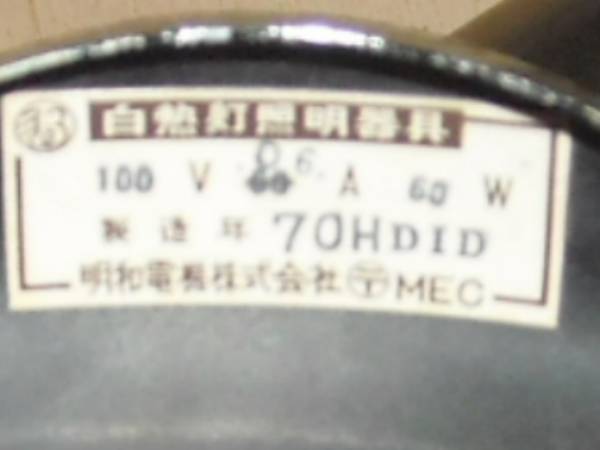 白熱灯照明器具
100 V 0.6. A 60 W
製造年 70HDID
明和電機株式会社 〒 MEC